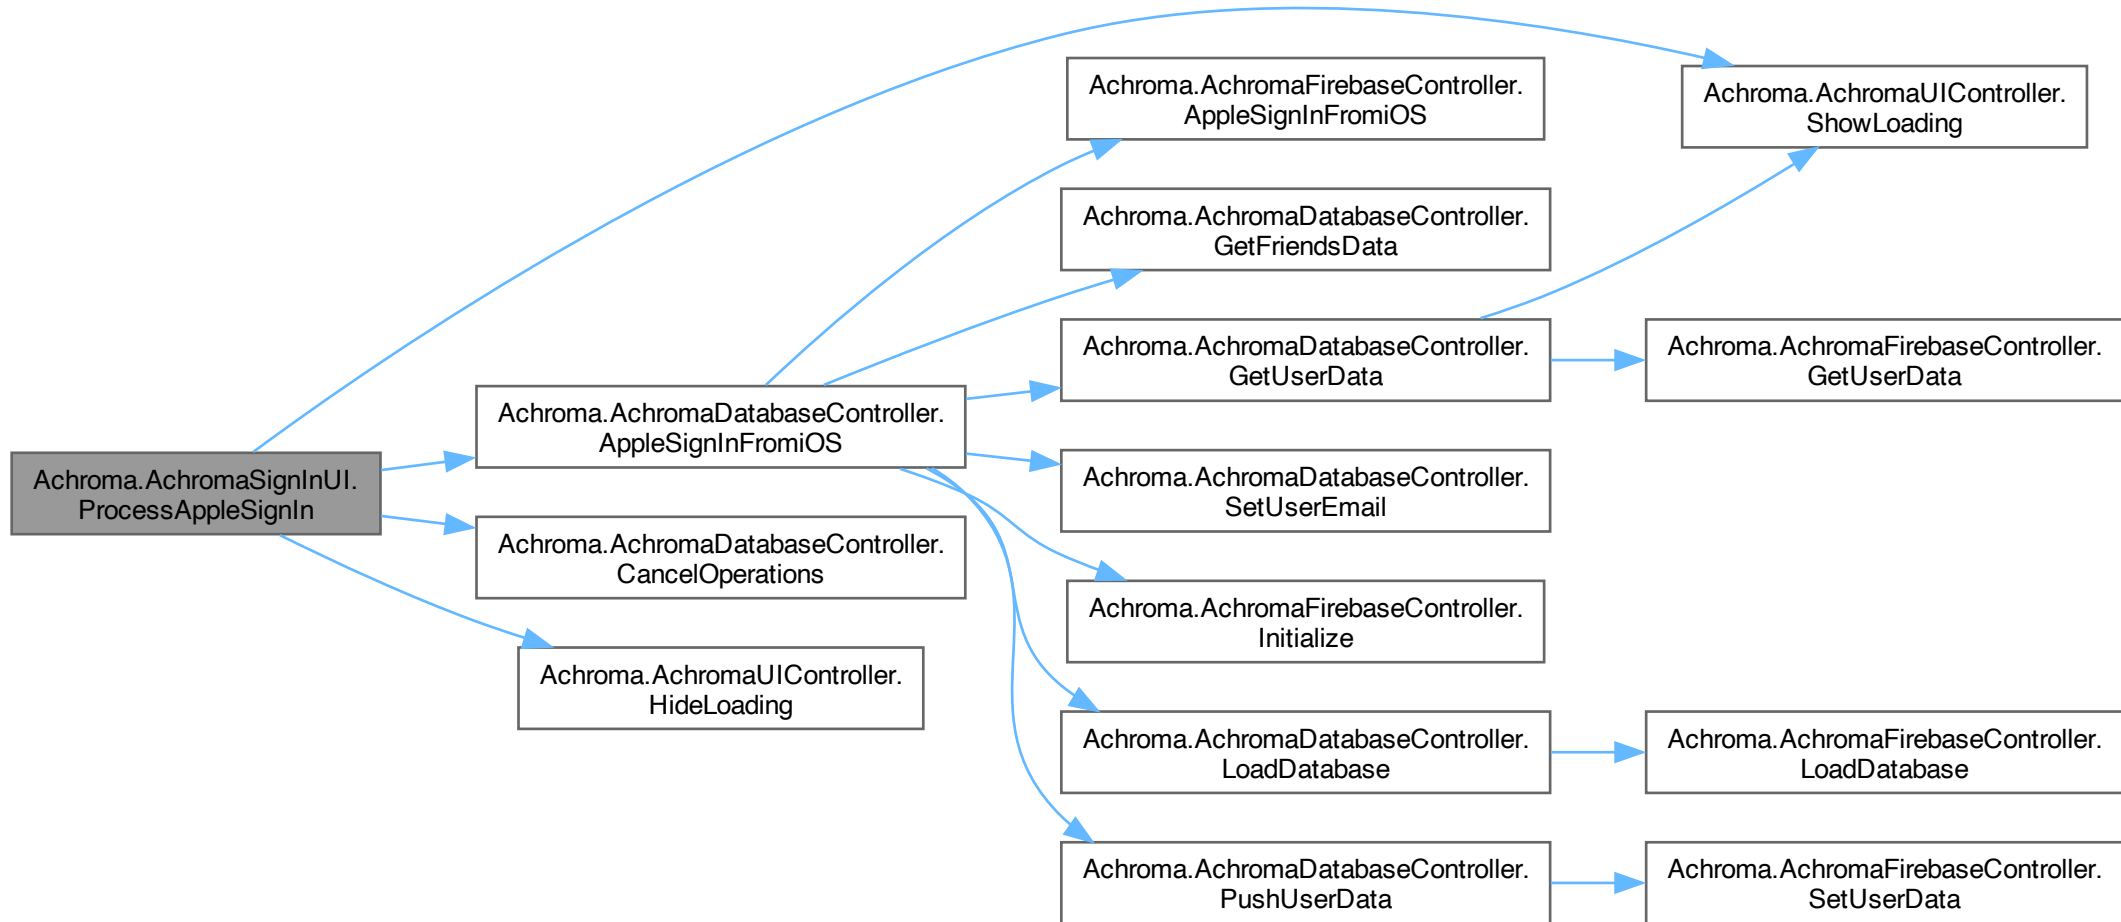 Achroma.AchromaSignInUI.
ProcessAppleSignIn
Achroma.AchromaDatabaseController.
AppleSignInFromiOS
Achroma.AchromaDatabaseController.
CancelOperations
Achroma.AchromaUIController.
HideLoading
Achroma.AchromaFirebaseController.
AppleSignInFromiOS
Achroma.AchromaDatabaseController.
GetFriendsData
Achroma.AchromaDatabaseController.
GetUserData
Achroma.AchromaDatabaseController.
SetUserEmail
Achroma.AchromaFirebaseController.
Initialize
Achroma.AchromaDatabaseController.
LoadDatabase
Achroma.AchromaDatabaseController.
PushUserData
Achroma.AchromaUIController.
ShowLoading
Achroma.AchromaFirebaseController.
GetUserData
Achroma.AchromaFirebaseController.
LoadDatabase
Achroma.AchromaFirebaseController.
SetUserData